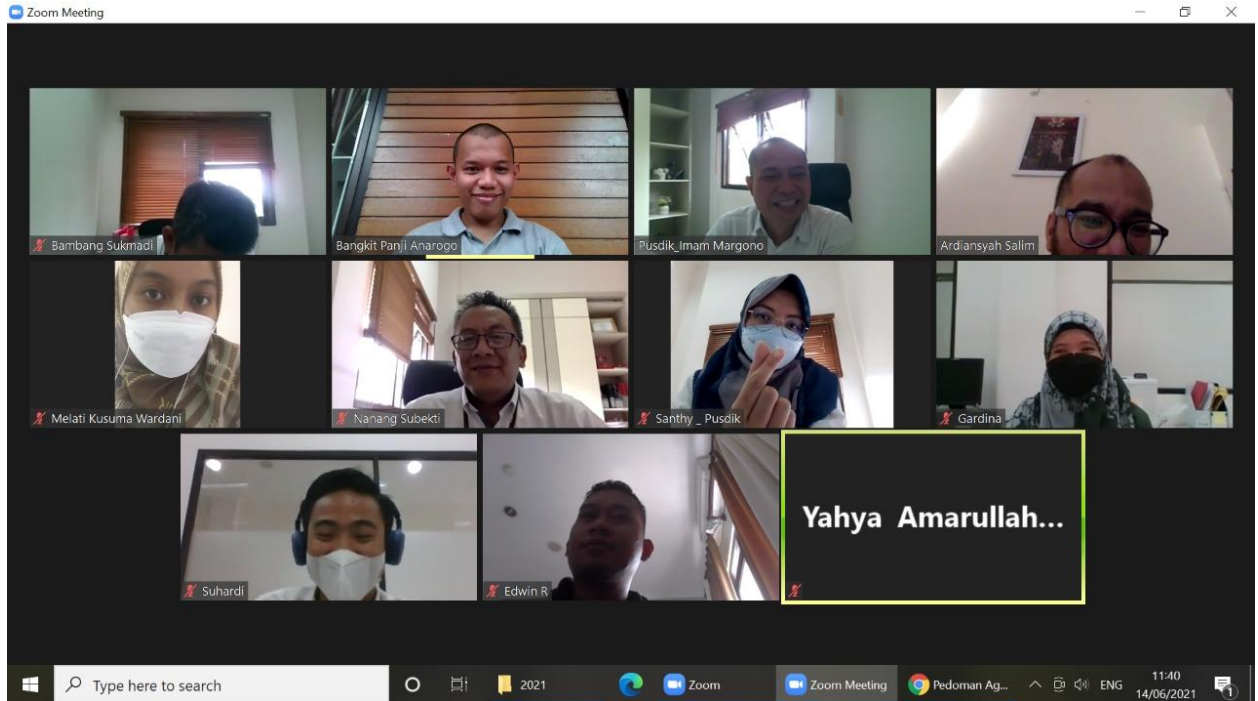 Zoom Meeting
Bambang Sukmadi
Bangkit Panji Anarogo
Pusdik_Imam Margono
Ardiansyah Salim
Melati Kusuma Wardani
Nanang Subekti
Santhy _ Pusdik
Gardina
Suhardi
Edwin R
Yahya Amarullah...
Type here to search
2021
Zoom
Zoom Meeting
Pedoman Ag...
ENG
11:40
14/06/2021
1